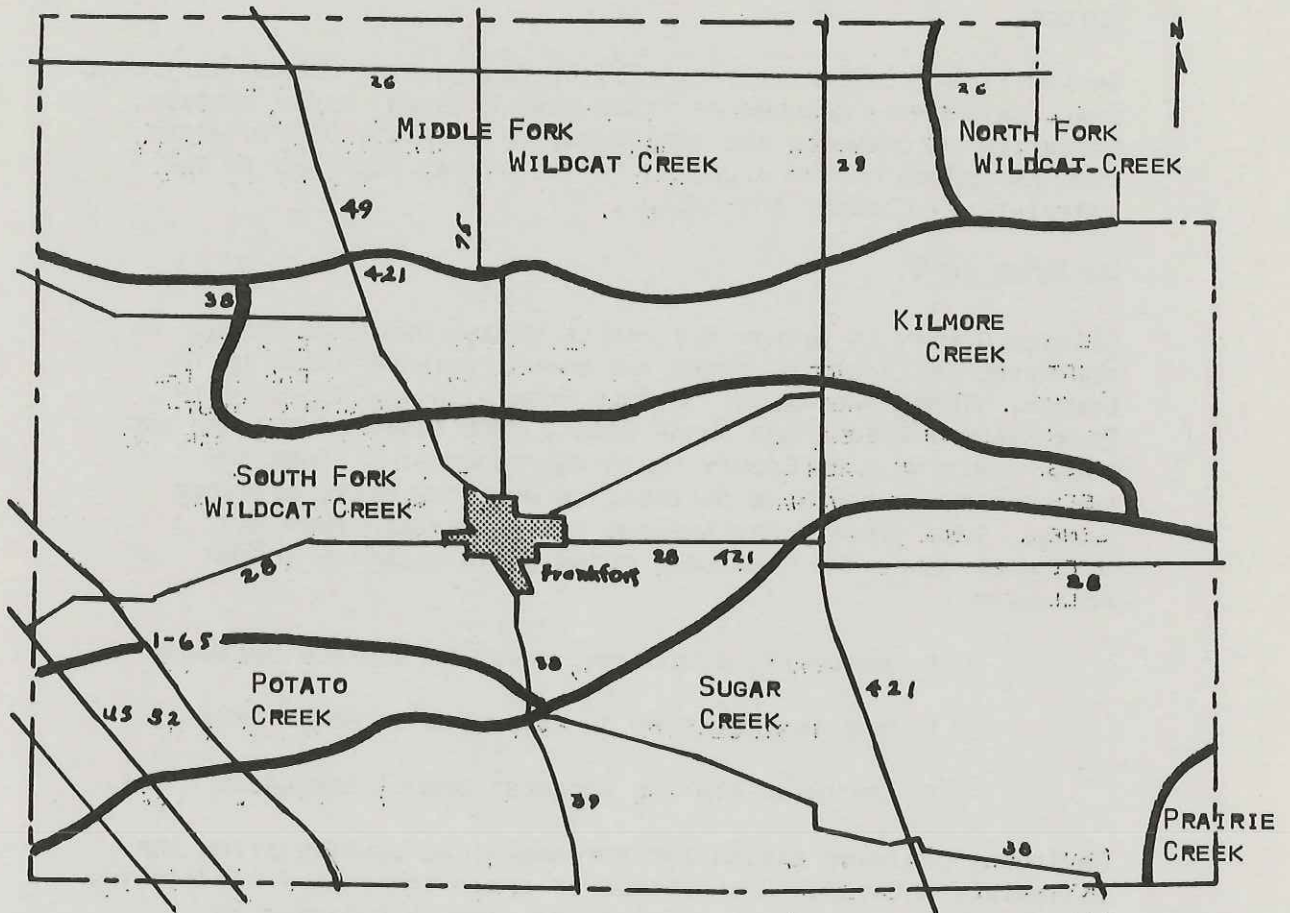 N
26
26
MIDDLE FORK
WILDCAT CREEK
NORTH FORK
WILDCAT CREEK
29
49
75
421
38
KILMORE
CREEK
SOUTH FORK
WILDCAT CREEK
28
28 421
Frankfort
28
I-65
38
POTATO
CREEK
SUGAR
CREEK
421
US 52
39
38
PRAIRIE
CREEK